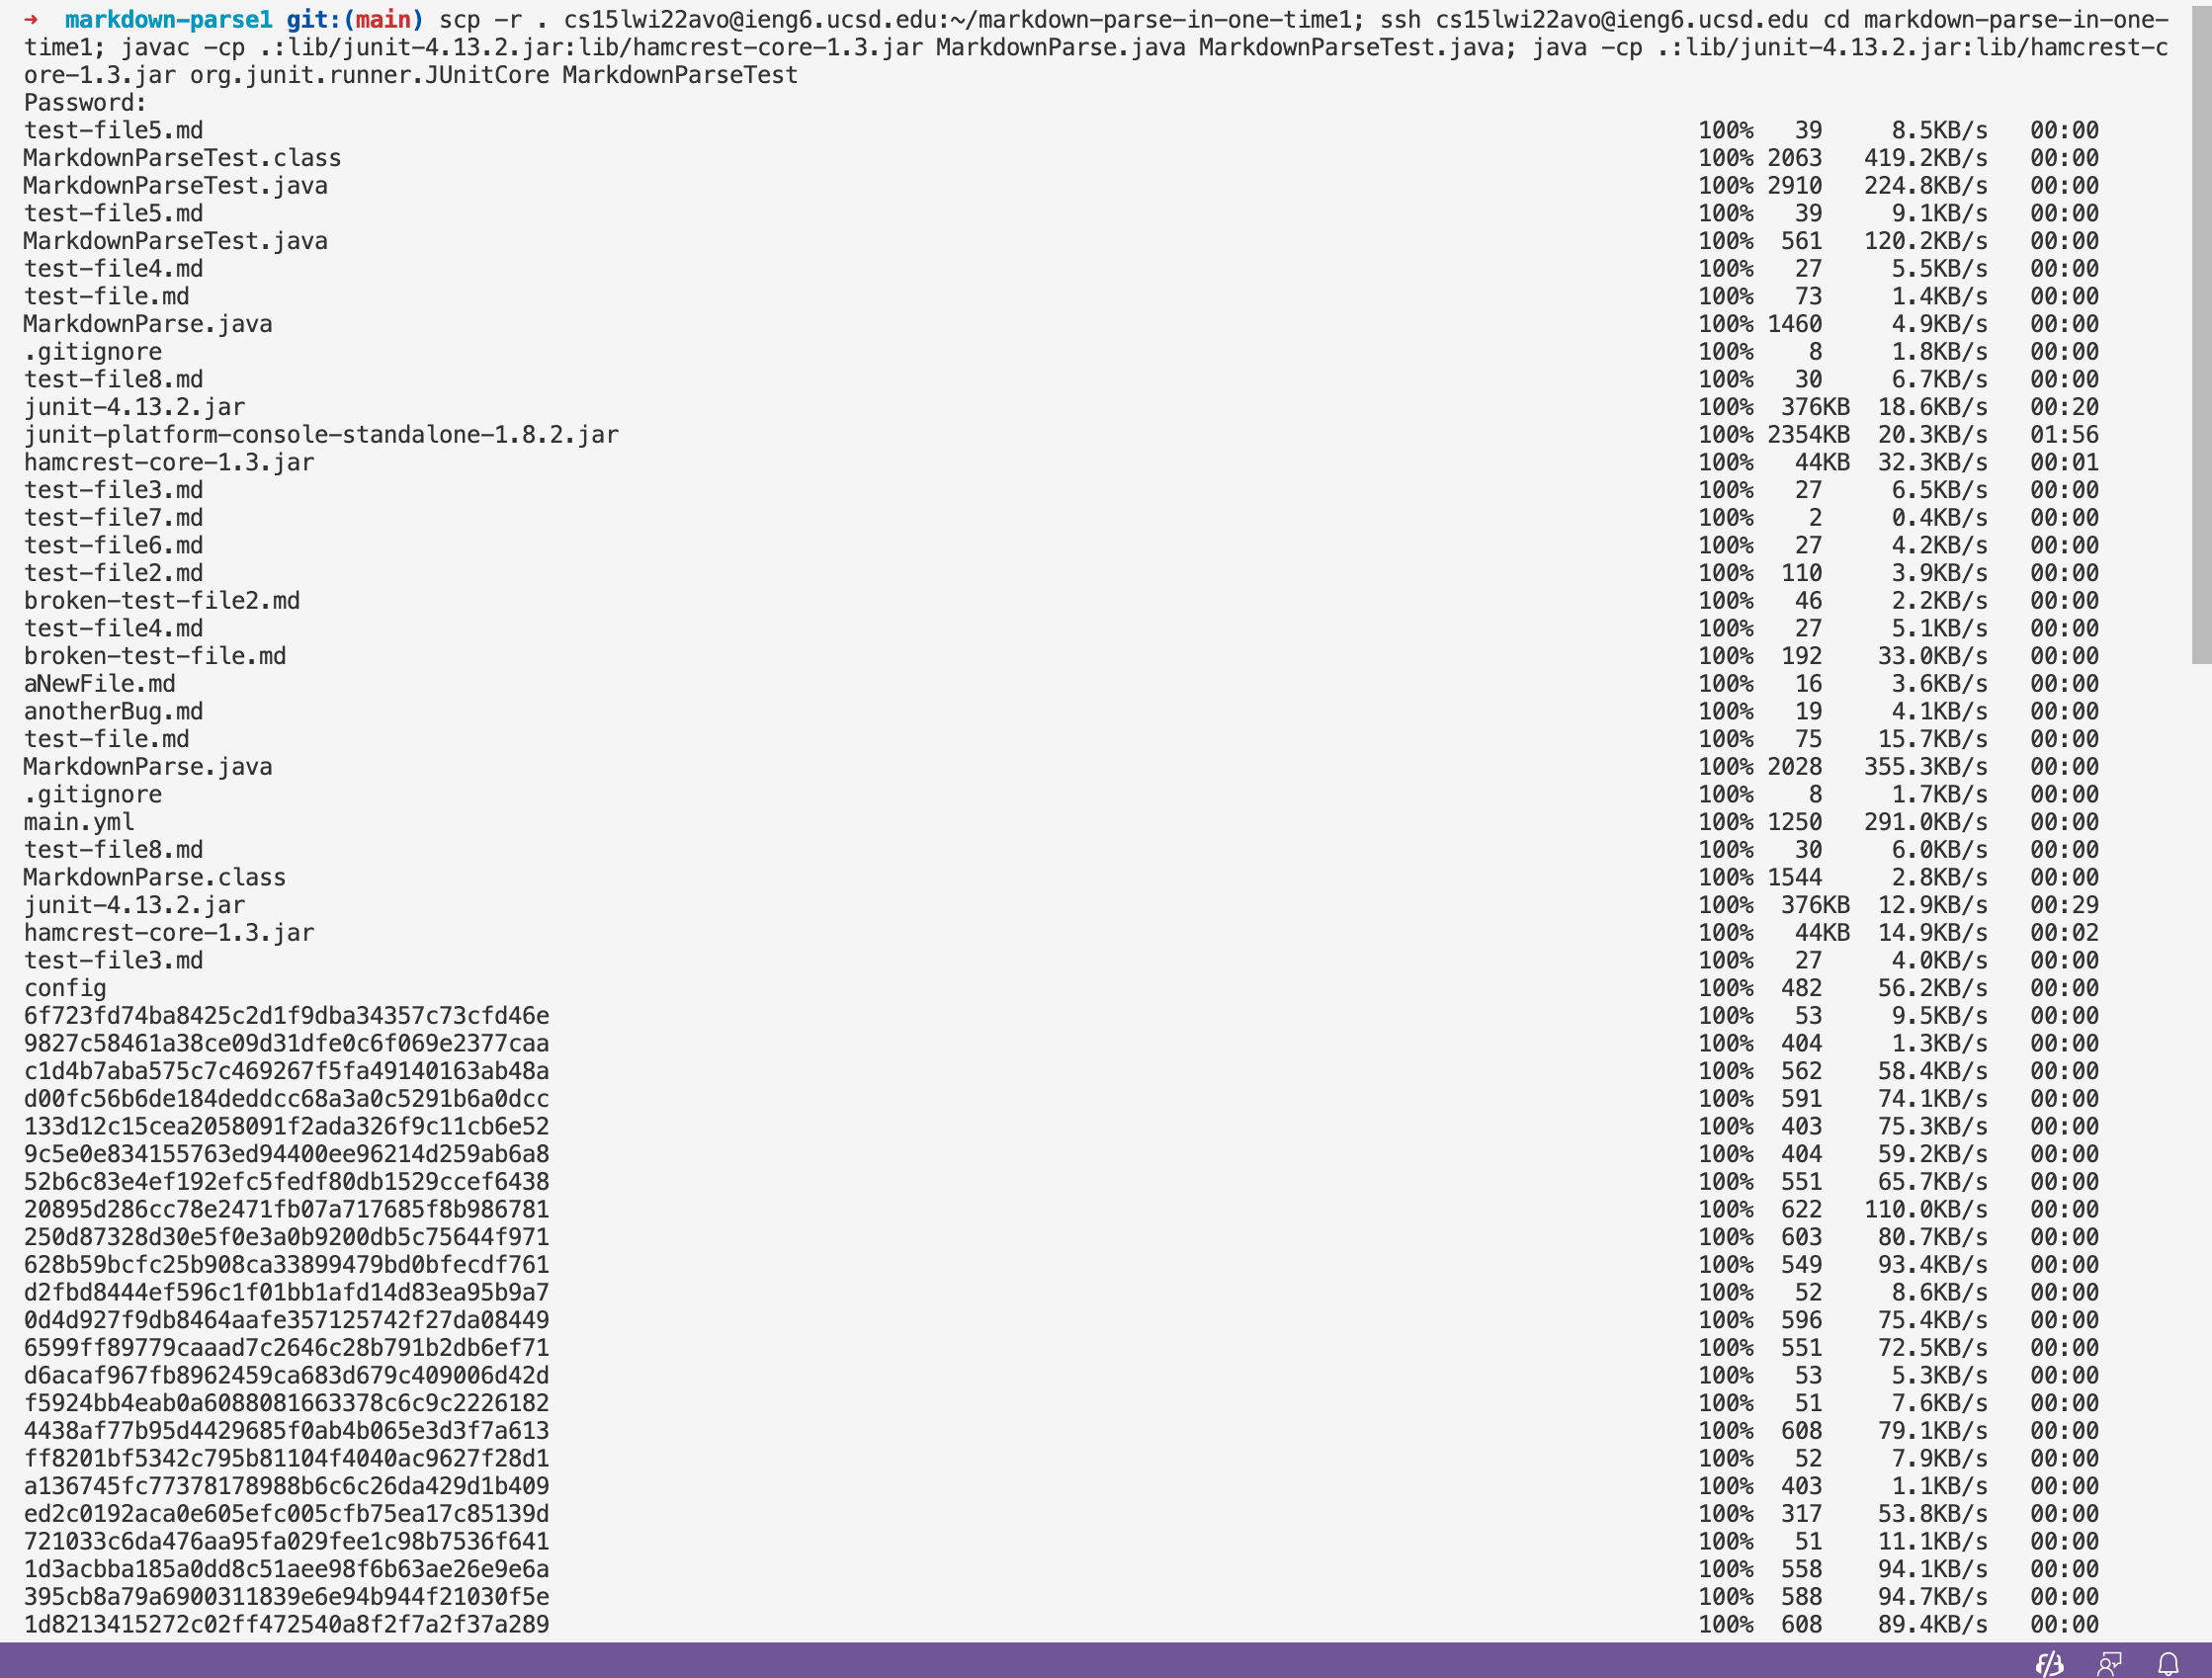 →  markdown-parse1 git:(main) scp -r . cs15lwi22avo@ieng6.ucsd.edu:~/markdown-parse-in-one-time1; ssh cs15lwi22avo@ieng6.ucsd.edu cd markdown-parse-in-one-
time1; javac -cp .:lib/junit-4.13.2.jar:lib/hamcrest-core-1.3.jar MarkdownParse.java MarkdownParseTest.java; java -cp .:lib/junit-4.13.2.jar:lib/hamcrest-c
ore-1.3.jar org.junit.runner.JUnitCore MarkdownParseTest
Password:
test-file5.md 100% 39 8.5KB/s 00:00
MarkdownParseTest.class 100% 2063 419.2KB/s 00:00
MarkdownParseTest.java 100% 2910 224.8KB/s 00:00
test-file5.md 100% 39 9.1KB/s 00:00
MarkdownParseTest.java 100% 561 120.2KB/s 00:00
test-file4.md 100% 27 5.5KB/s 00:00
test-file.md 100% 73 1.4KB/s 00:00
MarkdownParse.java 100% 1460 4.9KB/s 00:00
.gitignore 100% 8 1.8KB/s 00:00
test-file8.md 100% 30 6.7KB/s 00:00
junit-4.13.2.jar 100% 376KB 18.6KB/s 00:20
junit-platform-console-standalone-1.8.2.jar 100% 2354KB 20.3KB/s 01:56
hamcrest-core-1.3.jar 100% 44KB 32.3KB/s 00:01
test-file3.md 100% 27 6.5KB/s 00:00
test-file7.md 100% 2 0.4KB/s 00:00
test-file6.md 100% 27 4.2KB/s 00:00
test-file2.md 100% 110 3.9KB/s 00:00
broken-test-file2.md 100% 46 2.2KB/s 00:00
test-file4.md 100% 27 5.1KB/s 00:00
broken-test-file.md 100% 192 33.0KB/s 00:00
aNewFile.md 100% 16 3.6KB/s 00:00
anotherBug.md 100% 19 4.1KB/s 00:00
test-file.md 100% 75 15.7KB/s 00:00
MarkdownParse.java 100% 2028 355.3KB/s 00:00
.gitignore 100% 8 1.7KB/s 00:00
main.yml 100% 1250 291.0KB/s 00:00
test-file8.md 100% 30 6.0KB/s 00:00
MarkdownParse.class 100% 1544 2.8KB/s 00:00
junit-4.13.2.jar 100% 376KB 12.9KB/s 00:29
hamcrest-core-1.3.jar 100% 44KB 14.9KB/s 00:02
test-file3.md 100% 27 4.0KB/s 00:00
config 100% 482 56.2KB/s 00:00
6f723fd74ba8425c2d1f9dba34357c73cfd46e 100% 53 9.5KB/s 00:00
9827c58461a38ce09d31dfe0c6f069e2377caa 100% 404 1.3KB/s 00:00
c1d4b7aba575c7c469267f5fa49140163ab48a 100% 562 58.4KB/s 00:00
d00fc56b6de184deddcc68a3a0c5291b6a0dcc 100% 591 74.1KB/s 00:00
133d12c15cea2058091f2ada326f9c11cb6e52 100% 403 75.3KB/s 00:00
9c5e0e834155763ed94400ee96214d259ab6a8 100% 404 59.2KB/s 00:00
52b6c83e4ef192efc5fedf80db1529ccef6438 100% 551 65.7KB/s 00:00
20895d286cc78e2471fb07a717685f8b986781 100% 622 110.0KB/s 00:00
250d87328d30e5f0e3a0b9200db5c75644f971 100% 603 80.7KB/s 00:00
628b59bcfc25b908ca33899479bd0bfecdf761 100% 549 93.4KB/s 00:00
d2fbd8444ef596c1f01bb1afd14d83ea95b9a7 100% 52 8.6KB/s 00:00
0d4d927f9db8464aafe357125742f27da08449 100% 596 75.4KB/s 00:00
6599ff89779caaad7c2646c28b791b2db6ef71 100% 551 72.5KB/s 00:00
d6acaf967fb8962459ca683d679c409006d42d 100% 53 5.3KB/s 00:00
f5924bb4eab0a6088081663378c6c9c2226182 100% 51 7.6KB/s 00:00
4438af77b95d4429685f0ab4b065e3d3f7a613 100% 608 79.1KB/s 00:00
ff8201bf5342c795b81104f4040ac9627f28d1 100% 52 7.9KB/s 00:00
a136745fc77378178988b6c6c26da429d1b409 100% 403 1.1KB/s 00:00
ed2c0192aca0e605efc005cfb75ea17c85139d 100% 317 53.8KB/s 00:00
721033c6da476aa95fa029fee1c98b7536f641 100% 51 11.1KB/s 00:00
1d3acbba185a0dd8c51aee98f6b63ae26e9e6a 100% 558 94.1KB/s 00:00
395cb8a79a6900311839e6e94b944f21030f5e 100% 588 94.7KB/s 00:00
1d8213415272c02ff472540a8f2f7a2f37a289 100% 608 89.4KB/s 00:00